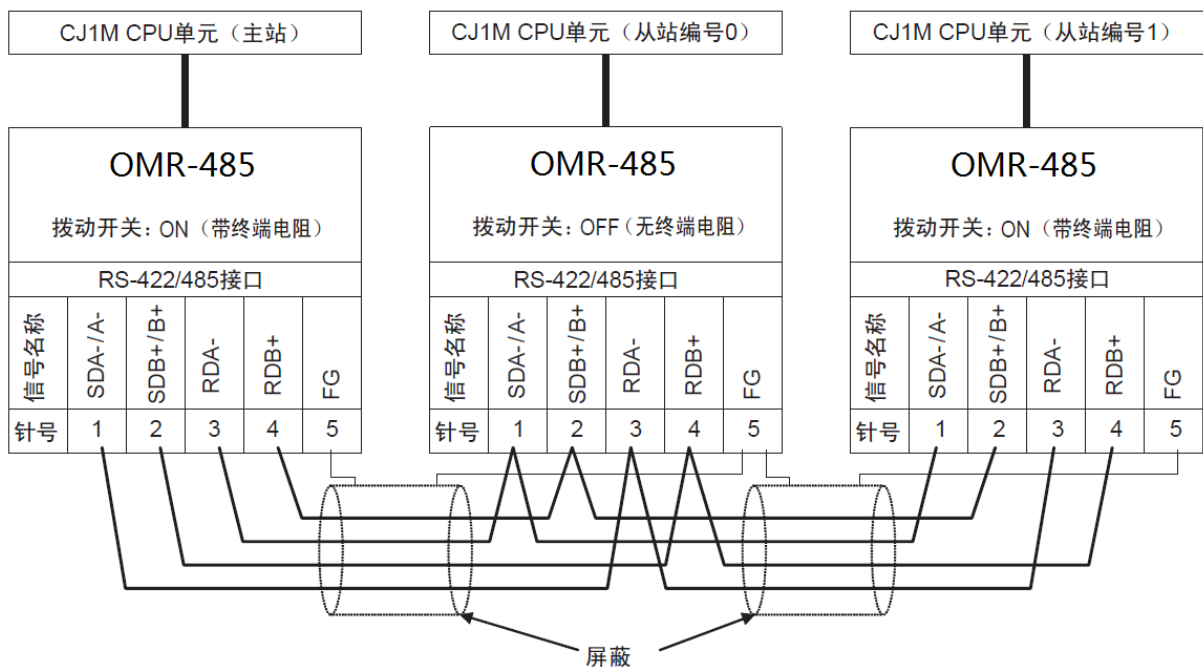 CJ1M CPU单元（主站）
CJ1M CPU单元（从站编号0）
CJ1M CPU单元（从站编号1）
OMR-485
拨动开关：ON（带终端电阻）
RS-422/485接口
信号名称
SDA-/A-
SDB+/B+
RDA-
RDB+
FG
针号 1 2 3 4 5
OMR-485
拨动开关：OFF（无终端电阻）
RS-422/485接口
信号名称
SDA-/A-
SDB+/B+
RDA-
RDB+
FG
针号 1 2 3 4 5
OMR-485
拨动开关：ON（带终端电阻）
RS-422/485接口
信号名称
SDA-/A-
SDB+/B+
RDA-
RDB+
FG
针号 1 2 3 4 5
屏蔽